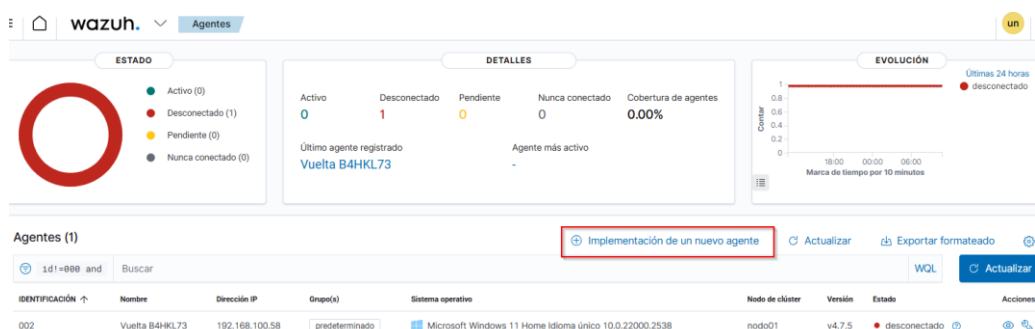 wazuh. Agentes un
ESTADO
Activo (0)
Desconectado (1)
Pendiente (0)
Nunca conectado (0)
DETALLES
Activo Desconectado Pendiente Nunca conectado Cobertura de agentes
0 1 0 0 0.00%
Último agente registrado Agente más activo
Vuelta B4HKL73 -
EVOLUCIÓN
Últimas 24 horas
desconectado
Contar
1
0.8
0.6
0.4
0.2
0
18:00 00:00 06:00
Marca de tiempo por 10 minutos
Agentes (1) Implementación de un nuevo agente Actualizar Exportar formateado
id!=000 and Buscar WQL Actualizar
IDENTIFICACIÓN ↑ Nombre Dirección IP Grupo(s) Sistema operativo Nodo de clúster Versión Estado Acciones
002 Vuelta B4HKL73 192.168.100.58 predeterminado Microsoft Windows 11 Home Idioma único 10.0.22000.2538 nodo01 v4.7.5 desconectado